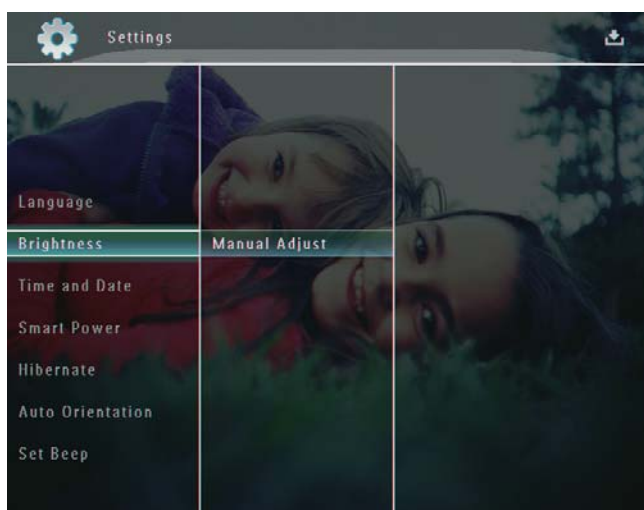 Settings
Language
Brightness
Manual Adjust
Time and Date
Smart Power
Hibernate
Auto Orientation
Set Beep